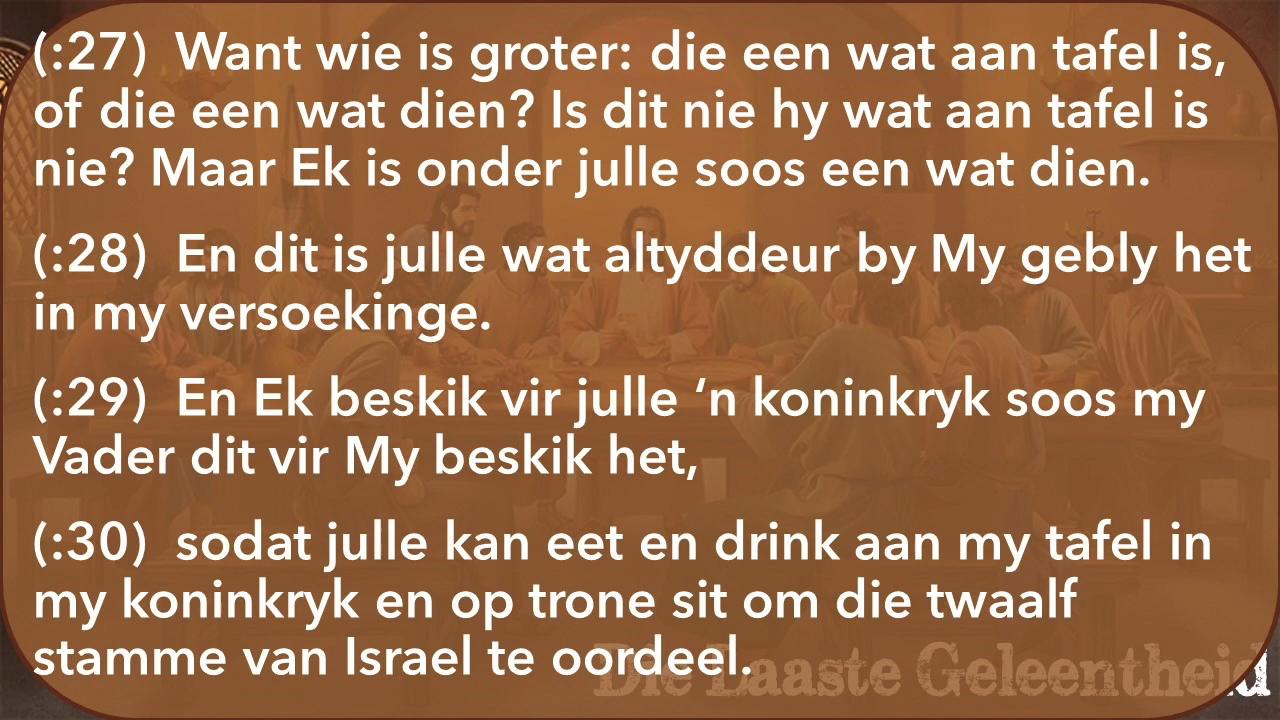 (:27)  Want wie is groter: die een wat aan tafel is,
of die een wat dien? Is dit nie hy wat aan tafel is
nie? Maar Ek is onder julle soos een wat dien.
(:28)  En dit is julle wat altyddeur by My gebly het
in my versoekinge.
(:29)  En Ek beskik vir julle ‘n koninkryk soos my
Vader dit vir My beskik het,
(:30)  sodat julle kan eet en drink aan my tafel in
my koninkryk en op trone sit om die twaalf
stamme van Israel te oordeel.
Die Laaste Geleentheid